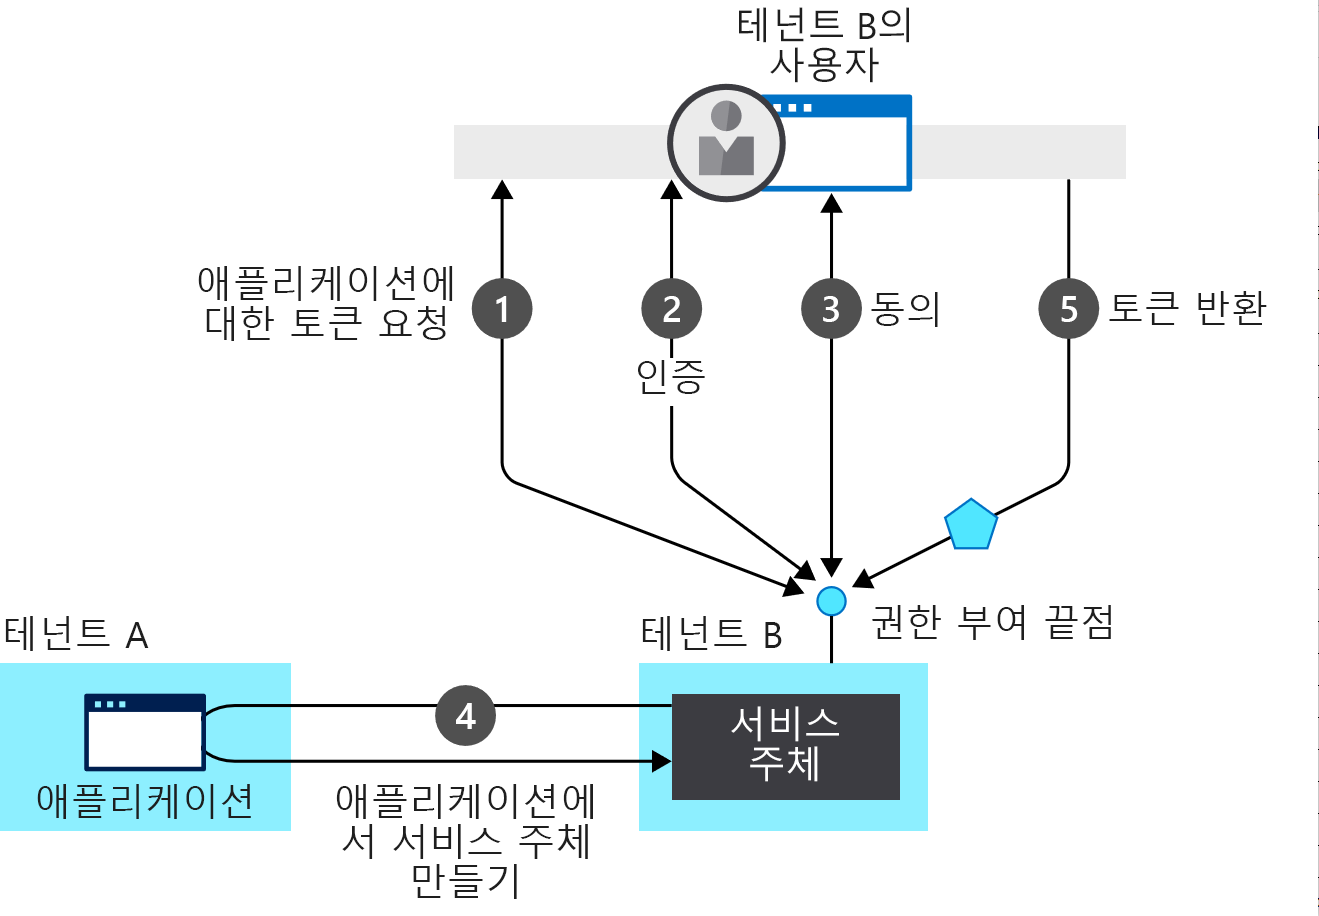 테넌트 B의
사용자
애플리케이션에
대한 토큰 요청
1
2
인증
3
동의
5
토큰 반환
권한 부여 끝점
테넌트 A
테넌트 B
애플리케이션
4
애플리케이션에
서 서비스 주체
만들기
서비스
주체